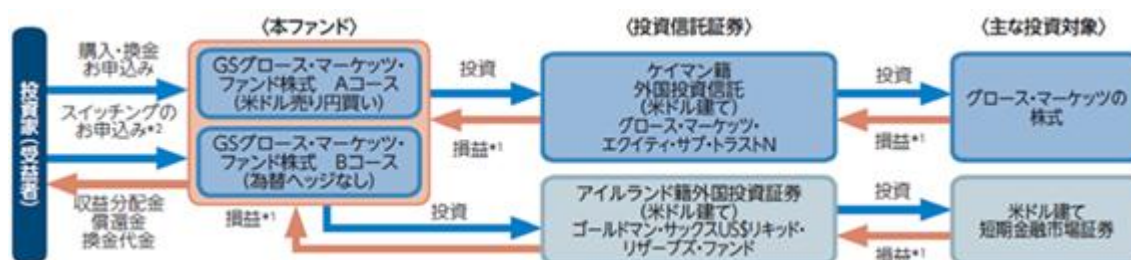 〈本ファンド〉
〈投資信託証券〉
〈主な投資対象〉
投資家(受益者)
購入・換金
お申込み
スイッチングの
お申込み*2
収益分配金
償還金
換金代金
GSグロース・マーケッツ・
ファンド株式 Aコース
(米ドル売り円買い)
GSグロース・マーケッツ・
ファンド株式 Bコース
(為替ヘッジなし)
投資
損益*1
投資
損益*1
ケイマン籍
外国投資信託
(米ドル建て)
グロース・マーケッツ・
エクイティ・サブ・トラストN
アイルランド籍外国投資証券
(米ドル建て)
ゴールドマン・サックスUS$リキッド・
リザーブズ・ファンド
投資
損益*1
投資
損益*1
グロース・マーケッツの
株式
米ドル建て
短期金融市場証券